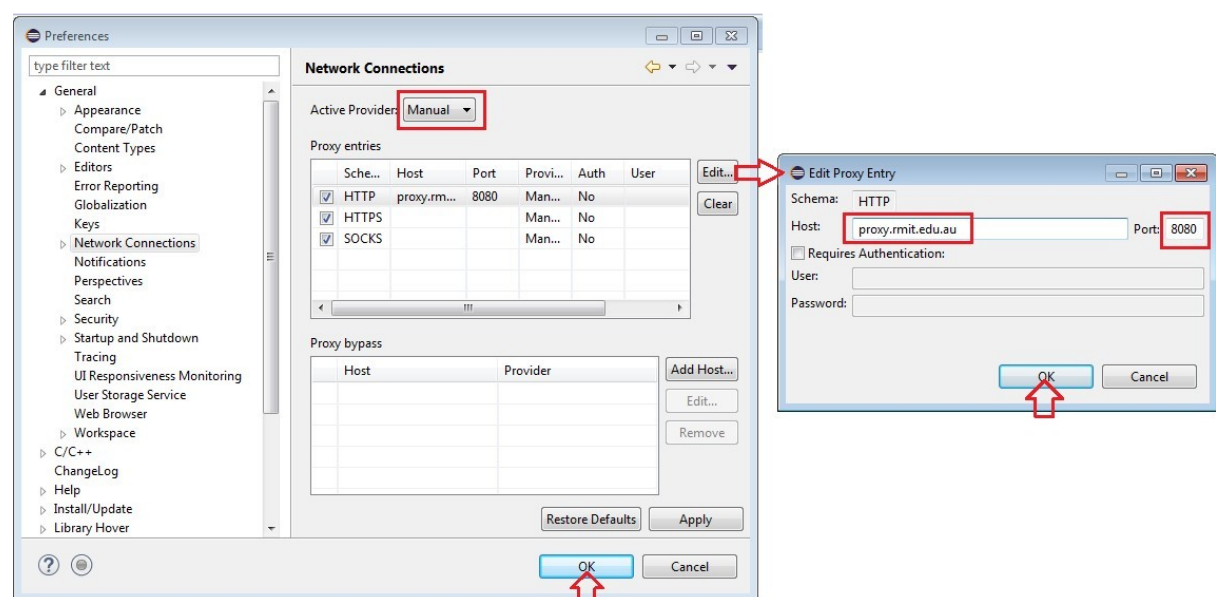 Preferences
type filter text
General
Appearance
Compare/Patch
Content Types
Editors
Error Reporting
Globalization
Keys
Network Connections
Notifications
Perspectives
Search
Security
Startup and Shutdown
Tracing
UI Responsiveness Monitoring
User Storage Service
Web Browser
Workspace
C/C++
ChangeLog
Help
Install/Update
Library Hover
Network Connections
Active Provider: Manual
Proxy entries
Sche... Host Port Provi... Auth User
HTTP proxy.rm... 8080 Man... No
HTTPS Man... No
SOCKS Man... No
Edit...
Clear
Proxy bypass
Host Provider
Add Host...
Edit...
Remove
Restore Defaults Apply
OK Cancel
Edit Proxy Entry
Schema: HTTP
Host: proxy.rmit.edu.au Port: 8080
Requires Authentication:
User:
Password:
OK Cancel